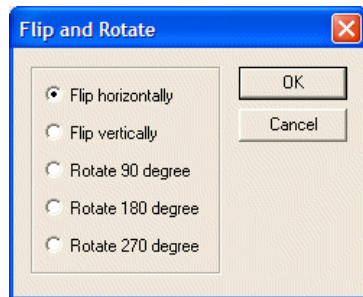 Flip and Rotate
Flip horizontally
Flip vertically
Rotate 90 degree
Rotate 180 degree
Rotate 270 degree
OK
Cancel